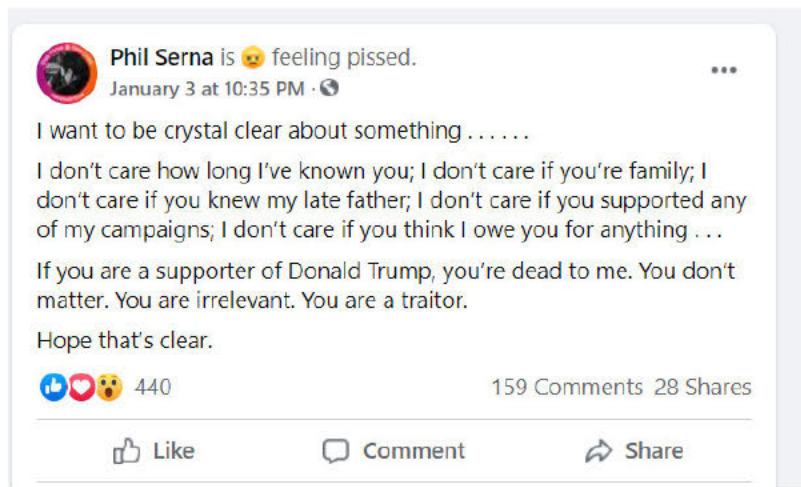 Phil Serna is 😠 feeling pissed.
January 3 at 10:35 PM ·
I want to be crystal clear about something . . . . . .
I don't care how long I've known you; I don't care if you're family; I
don't care if you knew my late father; I don't care if you supported any
of my campaigns; I don't care if you think I owe you for anything . . .
If you are a supporter of Donald Trump, you're dead to me. You don't
matter. You are irrelevant. You are a traitor.
Hope that's clear.
440
159 Comments 28 Shares
Like
Comment
Share